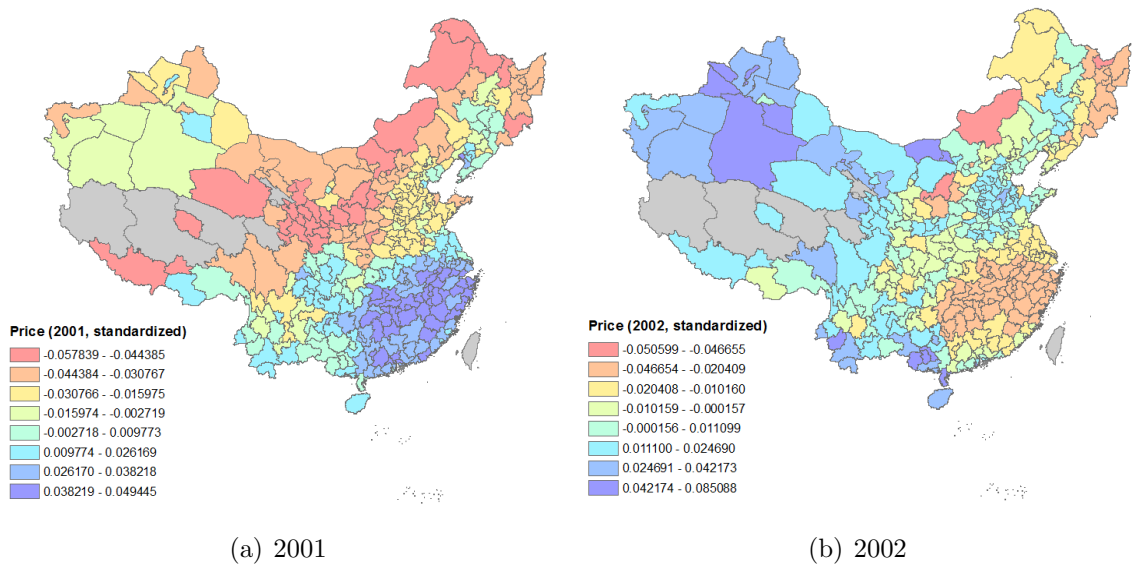 Price (2001, standardized)
-0.057839 - -0.044385
-0.044384 - -0.030767
-0.030766 - -0.015975
-0.015974 - -0.002719
-0.002718 - 0.009773
0.009774 - 0.026169
0.026170 - 0.038218
0.038219 - 0.049445
(a) 2001
Price (2002, standardized)
-0.050599 - -0.046655
-0.046654 - -0.020409
-0.020408 - -0.010160
-0.010159 - -0.000157
-0.000156 - 0.011099
0.011100 - 0.024690
0.024691 - 0.042173
0.042174 - 0.085088
(b) 2002